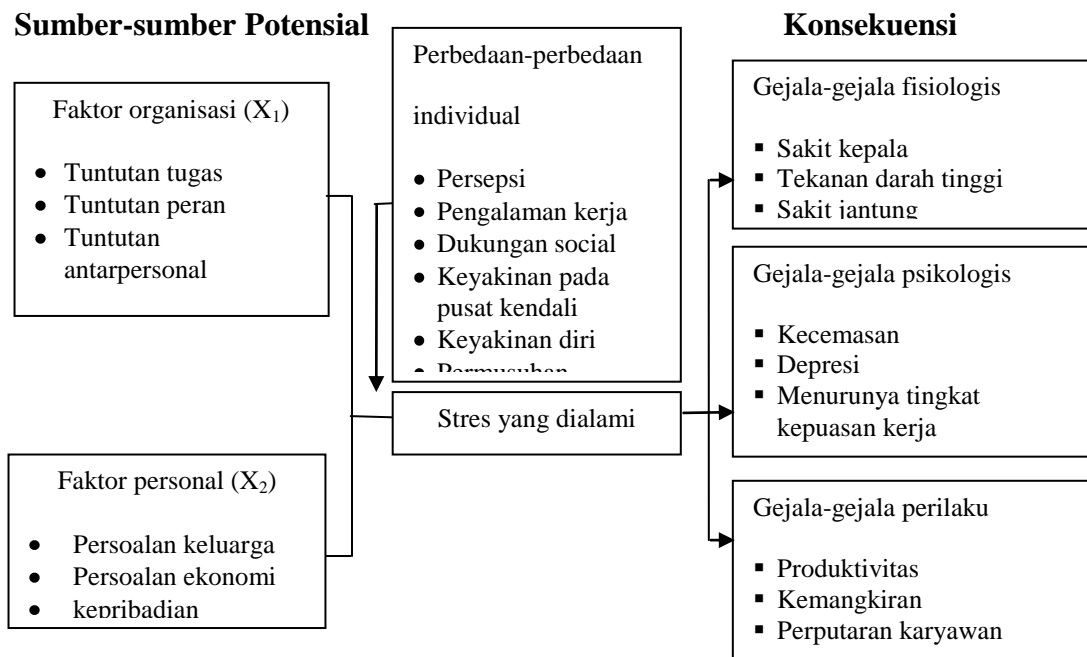 Sumber-sumber Potensial
Faktor organisasi (X₁)
● Tuntutan tugas
● Tuntutan peran
● Tuntutan
antarpersonal
Faktor personal (X₂)
● Persoalan keluarga
● Persoalan ekonomi
● kepribadian
Perbedaan-perbedaan
individual
● Persepsi
● Pengalaman kerja
● Dukungan social
● Keyakinan pada
pusat kendali
● Keyakinan diri
● Permusuhan
Stres yang dialami
Konsekuensi
Gejala-gejala fisiologis
▪ Sakit kepala
▪ Tekanan darah tinggi
▪ Sakit jantung
Gejala-gejala psikologis
▪ Kecemasan
▪ Depresi
▪ Menurunya tingkat
kepuasan kerja
Gejala-gejala perilaku
▪ Produktivitas
▪ Kemangkiran
▪ Perputaran karyawan